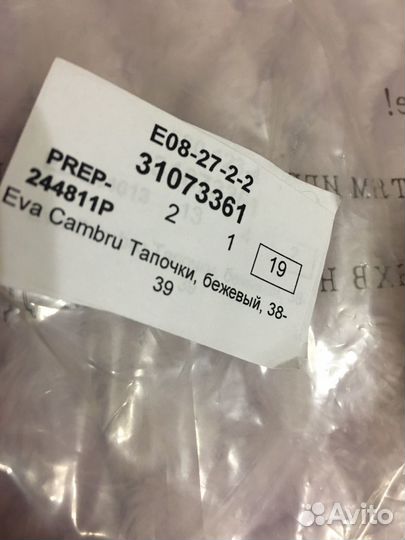 E08-27-2-2
31073361
PREP-
244811P
2
1
19
Eva Cambru Тапочки, бежевый, 38-
39
e!
Avito